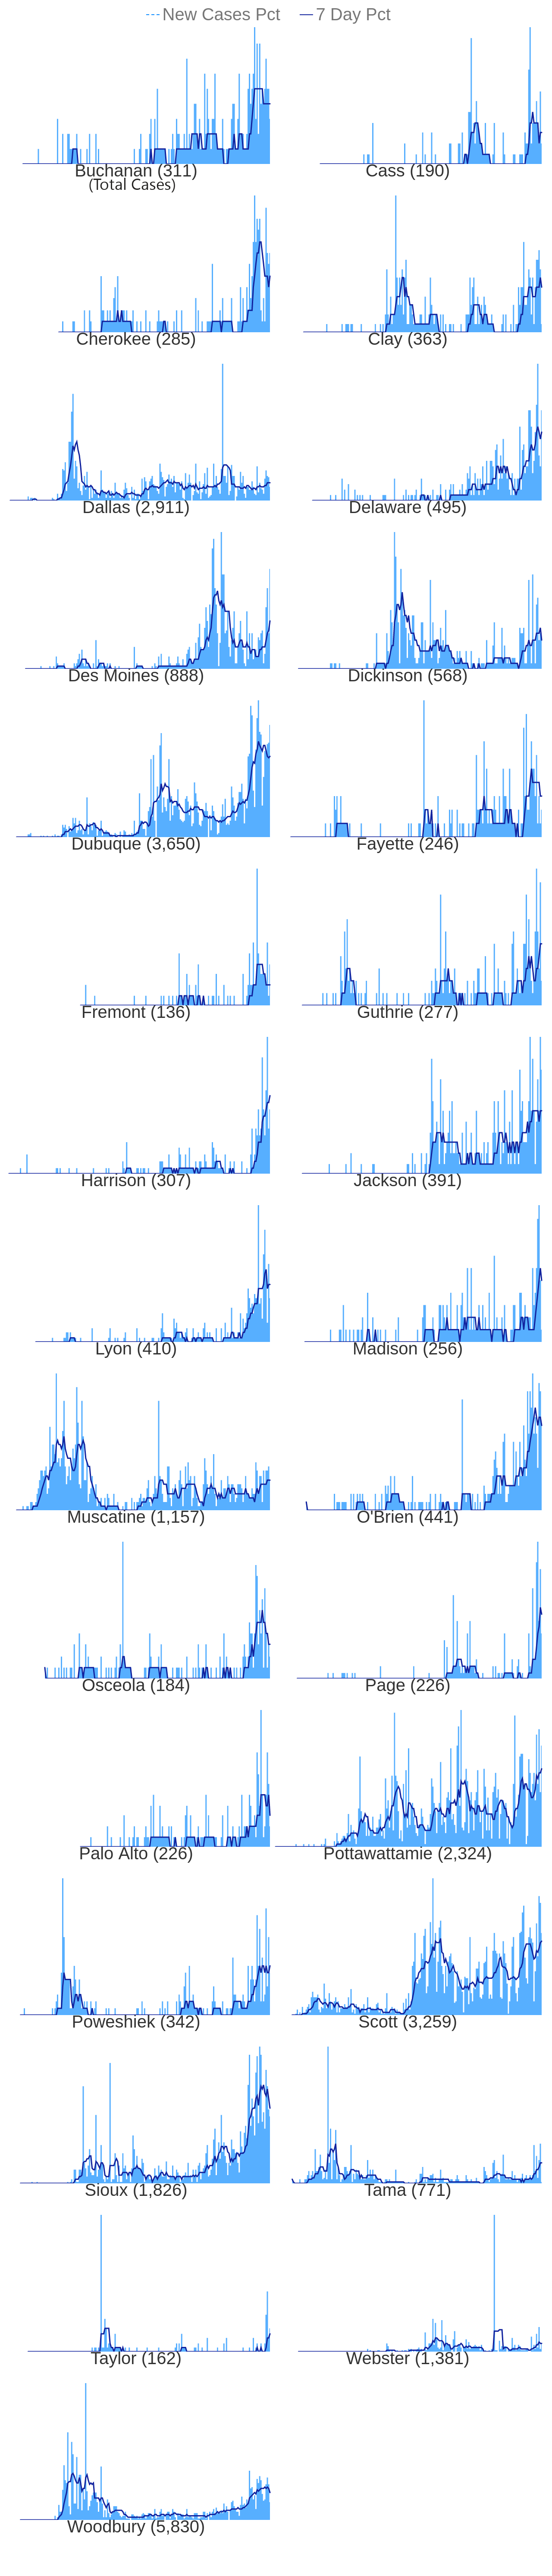 New Cases Pct 7 Day Pct
Buchanan (311) Cass (190)
(Total Cases)
Cherokee (285) Clay (363)
Dallas (2,911) Delaware (495)
Des Moines (888) Dickinson (568)
Dubuque (3,650) Fayette (246)
Fremont (136) Guthrie (277)
Harrison (307) Jackson (391)
Lyon (410) Madison (256)
Muscatine (1,157) O'Brien (441)
Osceola (184) Page (226)
Palo Alto (226) Pottawattamie (2,324)
Poweshiek (342) Scott (3,259)
Sioux (1,826) Tama (771)
Taylor (162) Webster (1,381)
Woodbury (5,830)